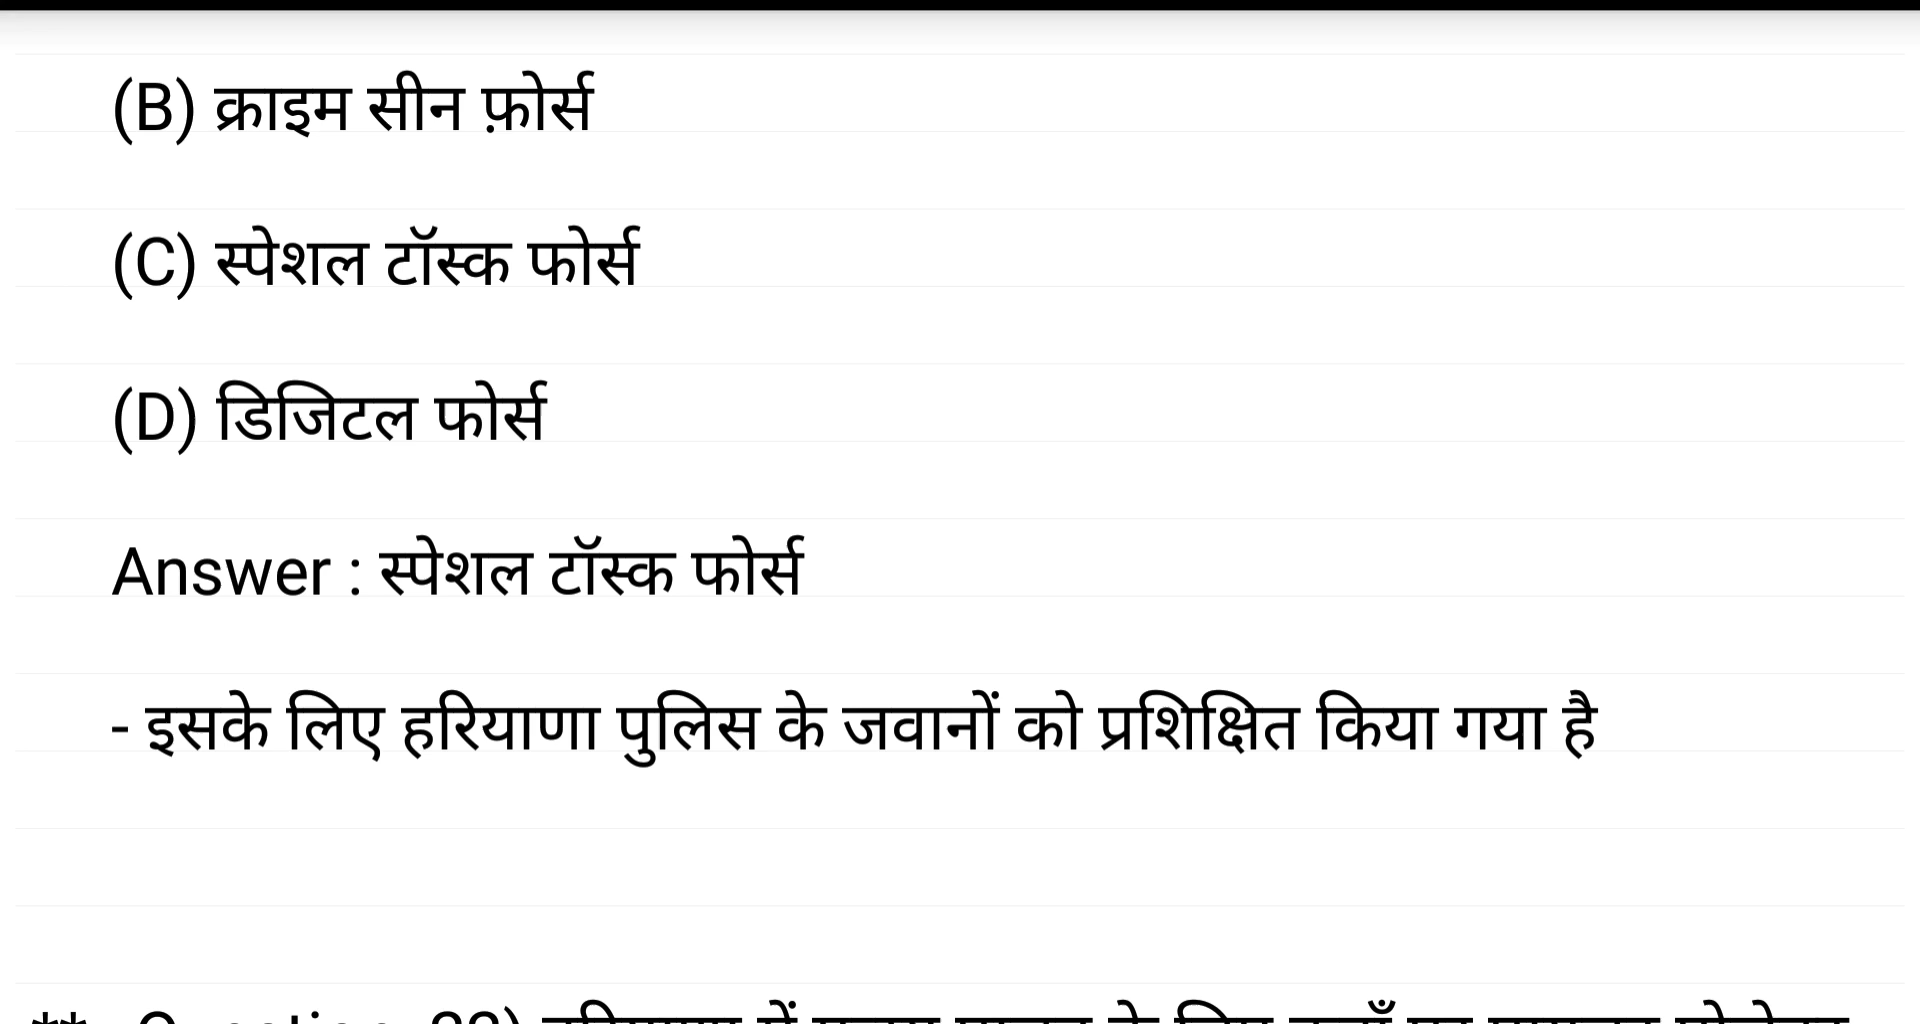 (B) क्राइम सीन फ़ोर्स
(C) स्पेशल टॉस्क फोर्स
(D) डिजिटल फोर्स
Answer : स्पेशल टॉस्क फोर्स
- इसके लिए हरियाणा पुलिस के जवानों को प्रशिक्षित किया गया है